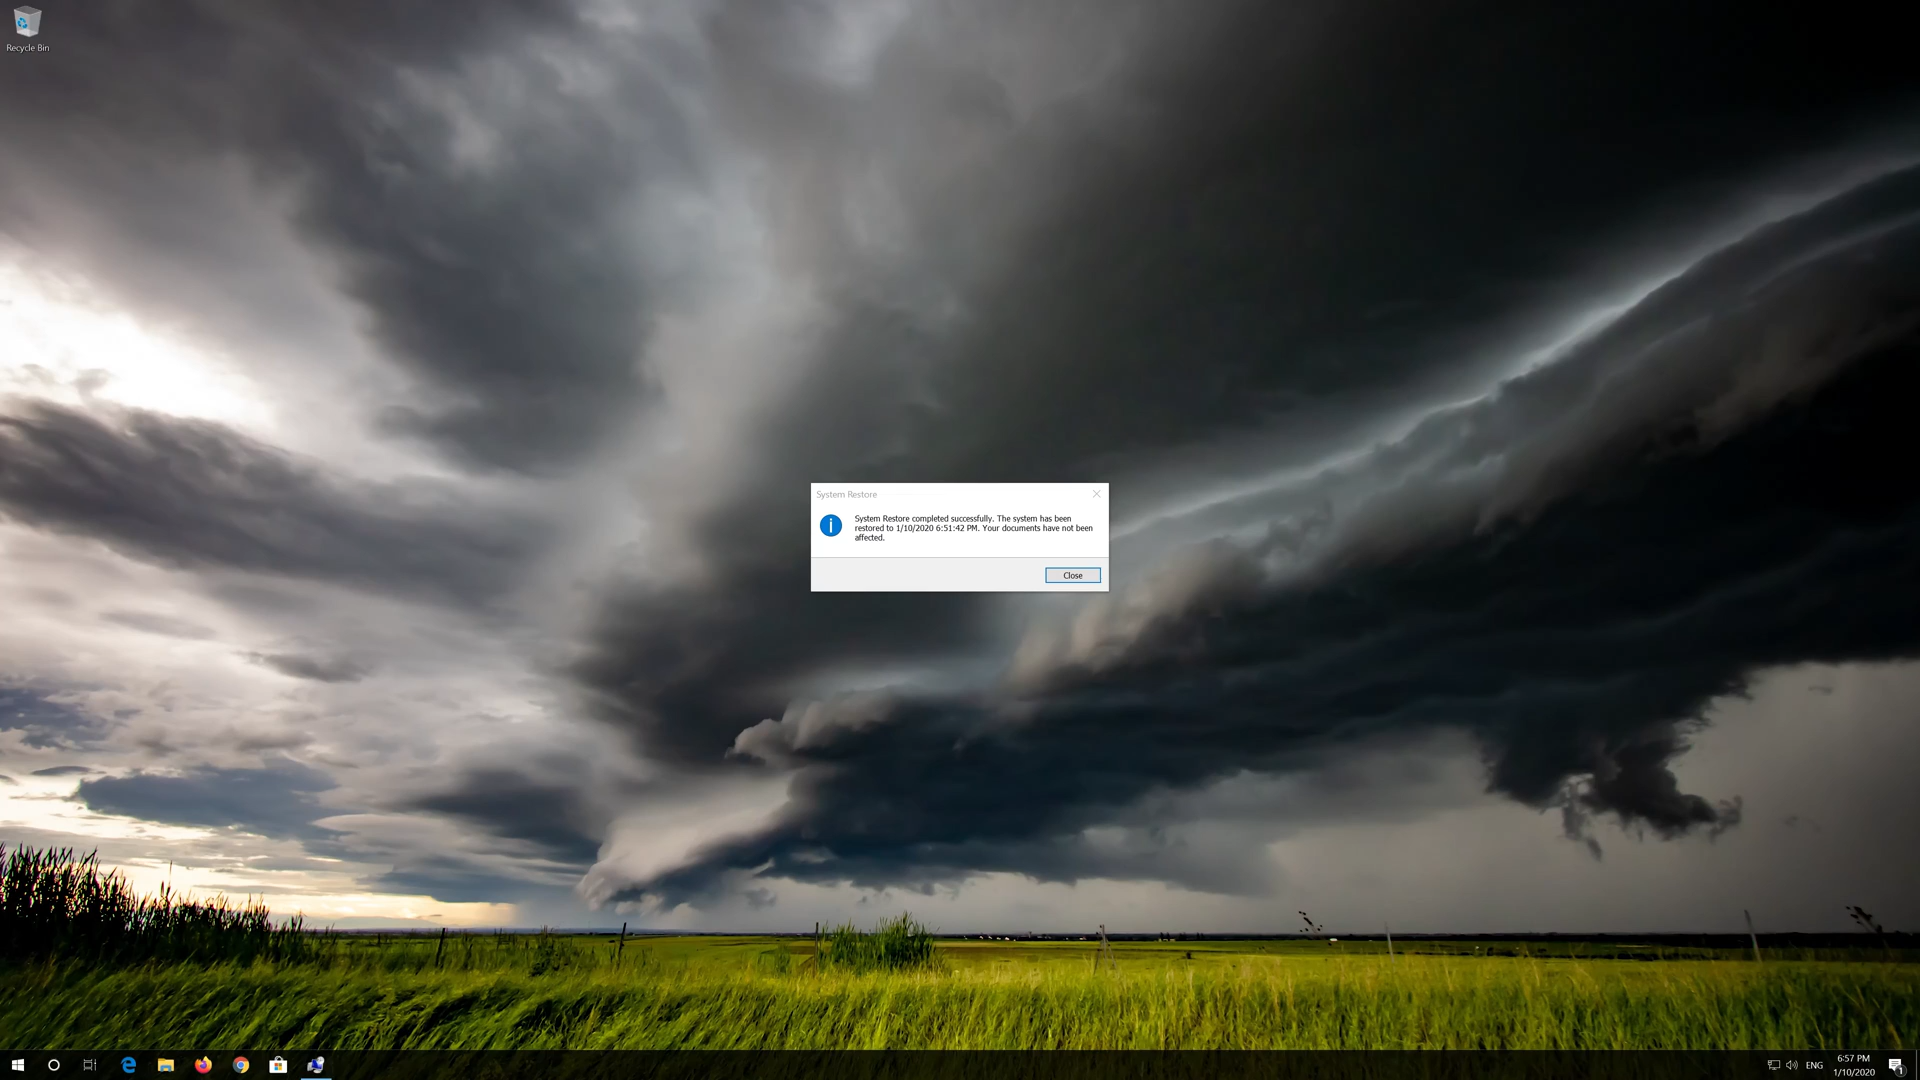 Recycle Bin
System Restore
System Restore completed successfully. The system has been
restored to 1/10/2020 6:51:42 PM. Your documents have not been
affected.
Close
ENG
6:57 PM
1/10/2020
1